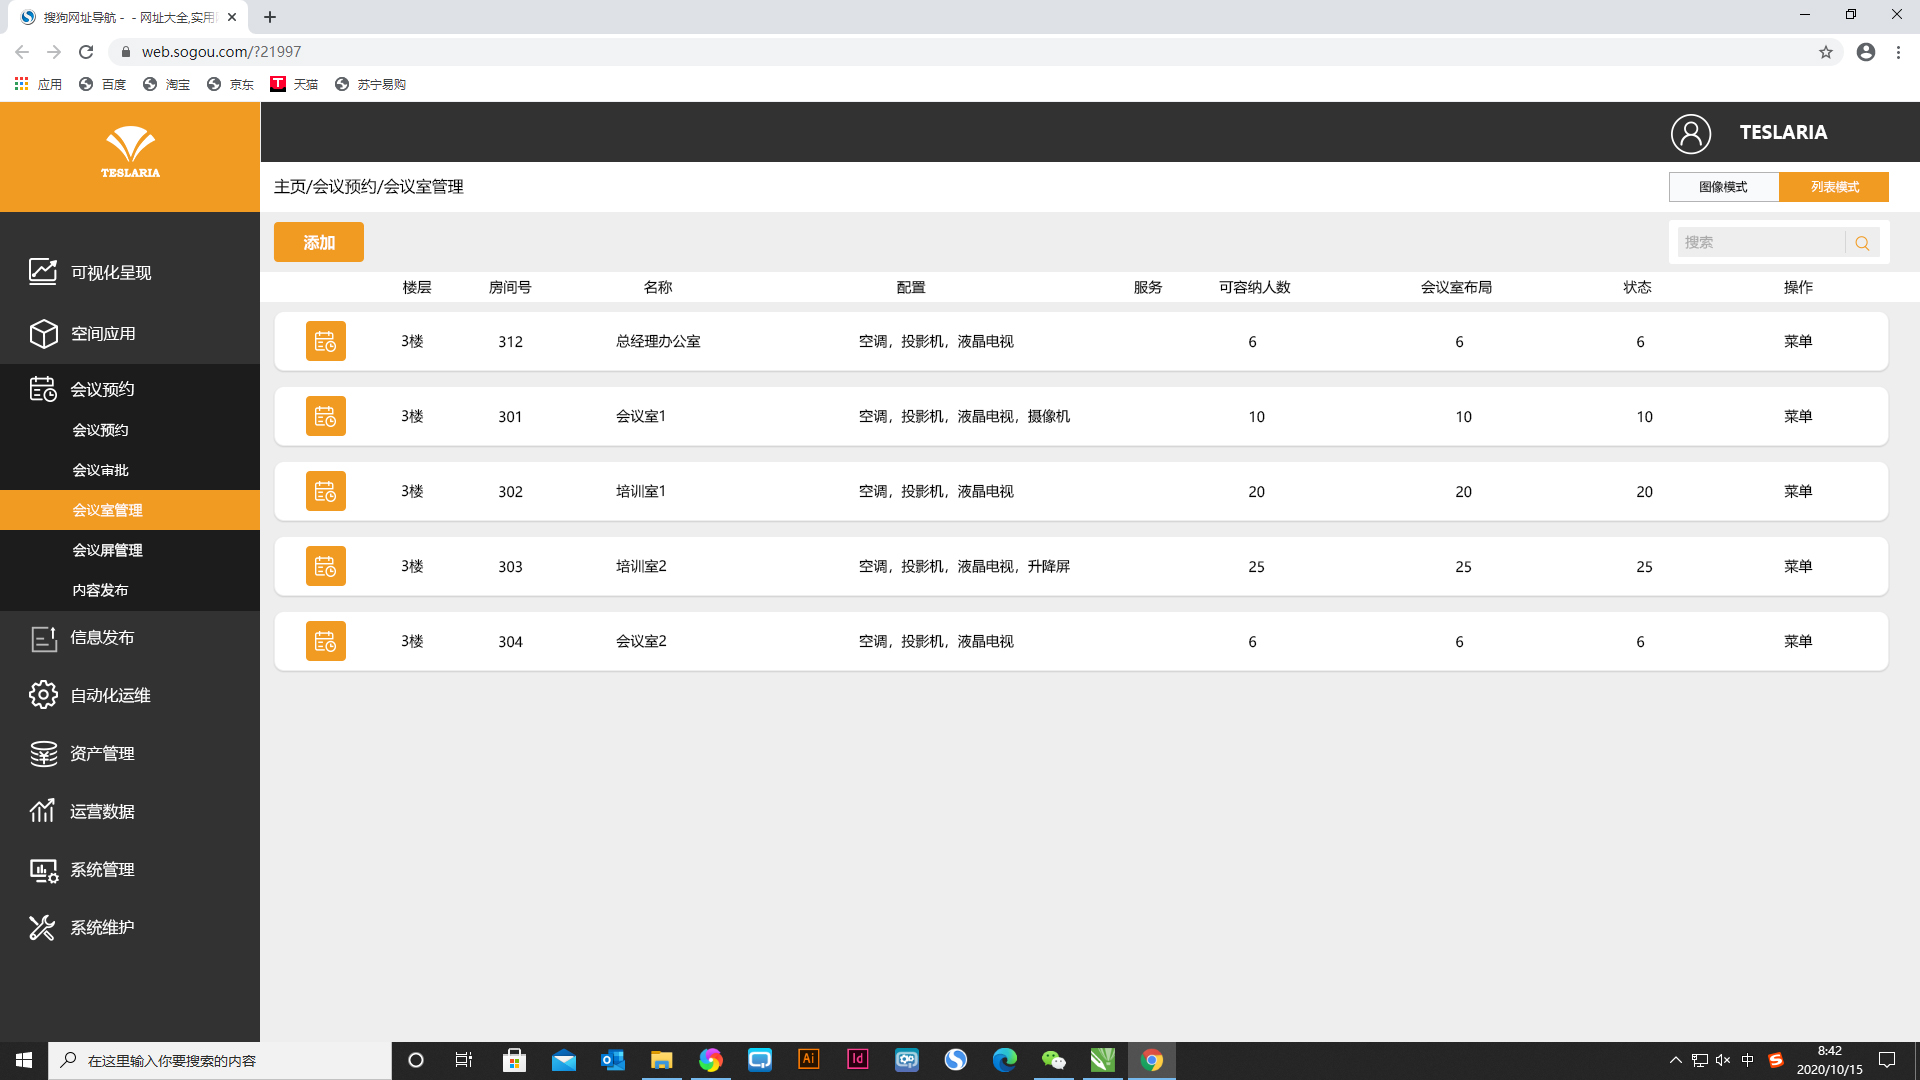 搜狗网址导航 - - 网址大全,实用
web.sogou.com/?21997
应用 百度 淘宝 京东 T 天猫 苏宁易购
TESLARIA
TESLARIA
主页/会议预约/会议室管理
图像模式 列表模式
添加
搜索
可视化呈现
空间应用
会议预约
会议预约
会议审批
会议室管理
会议屏管理
内容发布
信息发布
自动化运维
资产管理
运营数据
系统管理
系统维护
楼层 房间号 名称 配置 服务 可容纳人数 会议室布局 状态 操作
3楼 312 总经理办公室 空调，投影机，液晶电视 6 6 6 菜单
3楼 301 会议室1 空调，投影机，液晶电视，摄像机 10 10 10 菜单
3楼 302 培训室1 空调，投影机，液晶电视 20 20 20 菜单
3楼 303 培训室2 空调，投影机，液晶电视，升降屏 25 25 25 菜单
3楼 304 会议室2 空调，投影机，液晶电视 6 6 6 菜单
在这里输入你要搜索的内容
Ai
Id
中
8:42
2020/10/15